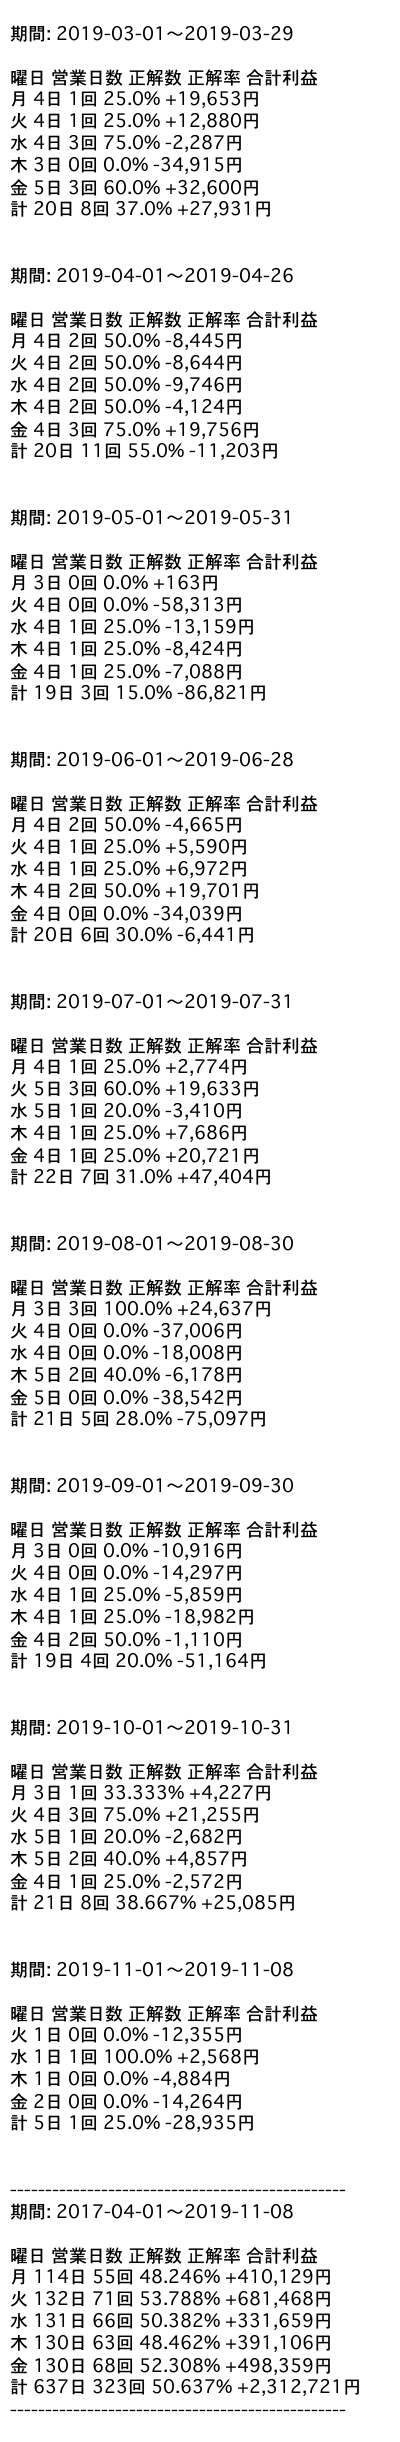 期間: 2019-03-01〜2019-03-29
曜日 営業日数 正解数 正解率 合計利益
月 4日 1回 25.0% +19,653円
火 4日 1回 25.0% +12,880円
水 4日 3回 75.0% -2,287円
木 3日 0回 0.0% -34,915円
金 5日 3回 60.0% +32,600円
計 20日 8回 37.0% +27,931円
期間: 2019-04-01〜2019-04-26
曜日 営業日数 正解数 正解率 合計利益
月 4日 2回 50.0% -8,445円
火 4日 2回 50.0% -8,644円
水 4日 2回 50.0% -9,746円
木 4日 2回 50.0% -4,124円
金 4日 3回 75.0% +19,756円
計 20日 11回 55.0% -11,203円
期間: 2019-05-01〜2019-05-31
曜日 営業日数 正解数 正解率 合計利益
月 3日 0回 0.0% +163円
火 4日 0回 0.0% -58,313円
水 4日 1回 25.0% -13,159円
木 4日 1回 25.0% -8,424円
金 4日 1回 25.0% -7,088円
計 19日 3回 15.0% -86,821円
期間: 2019-06-01〜2019-06-28
曜日 営業日数 正解数 正解率 合計利益
月 4日 2回 50.0% -4,665円
火 4日 1回 25.0% +5,590円
水 4日 1回 25.0% +6,972円
木 4日 2回 50.0% +19,701円
金 4日 0回 0.0% -34,039円
計 20日 6回 30.0% -6,441円
期間: 2019-07-01〜2019-07-31
曜日 営業日数 正解数 正解率 合計利益
月 4日 1回 25.0% +2,774円
火 5日 3回 60.0% +19,633円
水 5日 1回 20.0% -3,410円
木 4日 1回 25.0% +7,686円
金 4日 1回 25.0% +20,721円
計 22日 7回 31.0% +47,404円
期間: 2019-08-01〜2019-08-30
曜日 営業日数 正解数 正解率 合計利益
月 3日 3回 100.0% +24,637円
火 4日 0回 0.0% -37,006円
水 4日 0回 0.0% -18,008円
木 5日 2回 40.0% -6,178円
金 5日 0回 0.0% -38,542円
計 21日 5回 28.0% -75,097円
期間: 2019-09-01〜2019-09-30
曜日 営業日数 正解数 正解率 合計利益
月 3日 0回 0.0% -10,916円
火 4日 0回 0.0% -14,297円
水 4日 1回 25.0% -5,859円
木 4日 1回 25.0% -18,982円
金 4日 2回 50.0% -1,110円
計 19日 4回 20.0% -51,164円
期間: 2019-10-01〜2019-10-31
曜日 営業日数 正解数 正解率 合計利益
月 3日 1回 33.333% +4,227円
火 4日 3回 75.0% +21,255円
水 5日 1回 20.0% -2,682円
木 5日 2回 40.0% +4,857円
金 4日 1回 25.0% -2,572円
計 21日 8回 38.667% +25,085円
期間: 2019-11-01〜2019-11-08
曜日 営業日数 正解数 正解率 合計利益
火 1日 0回 0.0% -12,355円
水 1日 1回 100.0% +2,568円
木 1日 0回 0.0% -4,884円
金 2日 0回 0.0% -14,264円
計 5日 1回 25.0% -28,935円
------------------------------------------------
期間: 2017-04-01〜2019-11-08
曜日 営業日数 正解数 正解率 合計利益
月 114日 55回 48.246% +410,129円
火 132日 71回 53.788% +681,468円
水 131日 66回 50.382% +331,659円
木 130日 63回 48.462% +391,106円
金 130日 68回 52.308% +498,359円
計 637日 323回 50.637% +2,312,721円
------------------------------------------------